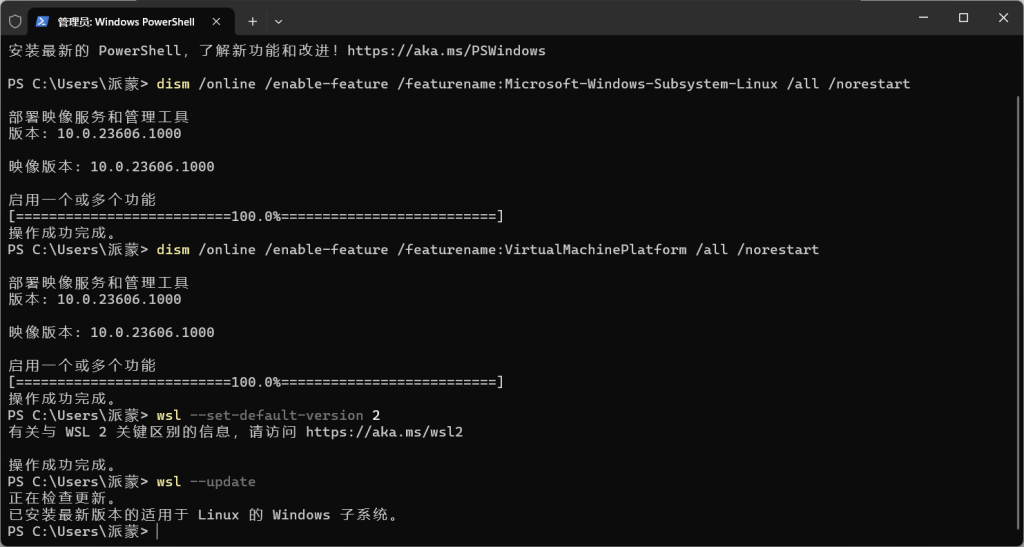 管理员: Windows PowerShell
安装最新的 PowerShell，了解新功能和改进！https://aka.ms/PSWindows
PS C:\Users\派蒙> dism /online /enable-feature /featurename:Microsoft-Windows-Subsystem-Linux /all /norestart
部署映像服务和管理工具
版本: 10.0.23606.1000
映像版本: 10.0.23606.1000
启用一个或多个功能
[==========================100.0%==========================]
操作成功完成。
PS C:\Users\派蒙> dism /online /enable-feature /featurename:VirtualMachinePlatform /all /norestart
部署映像服务和管理工具
版本: 10.0.23606.1000
映像版本: 10.0.23606.1000
启用一个或多个功能
[==========================100.0%==========================]
操作成功完成。
PS C:\Users\派蒙> wsl --set-default-version 2
有关与 WSL 2 关键区别的信息，请访问 https://aka.ms/wsl2
操作成功完成。
PS C:\Users\派蒙> wsl --update
正在检查更新。
已安装最新版本的适用于 Linux 的 Windows 子系统。
PS C:\Users\派蒙>